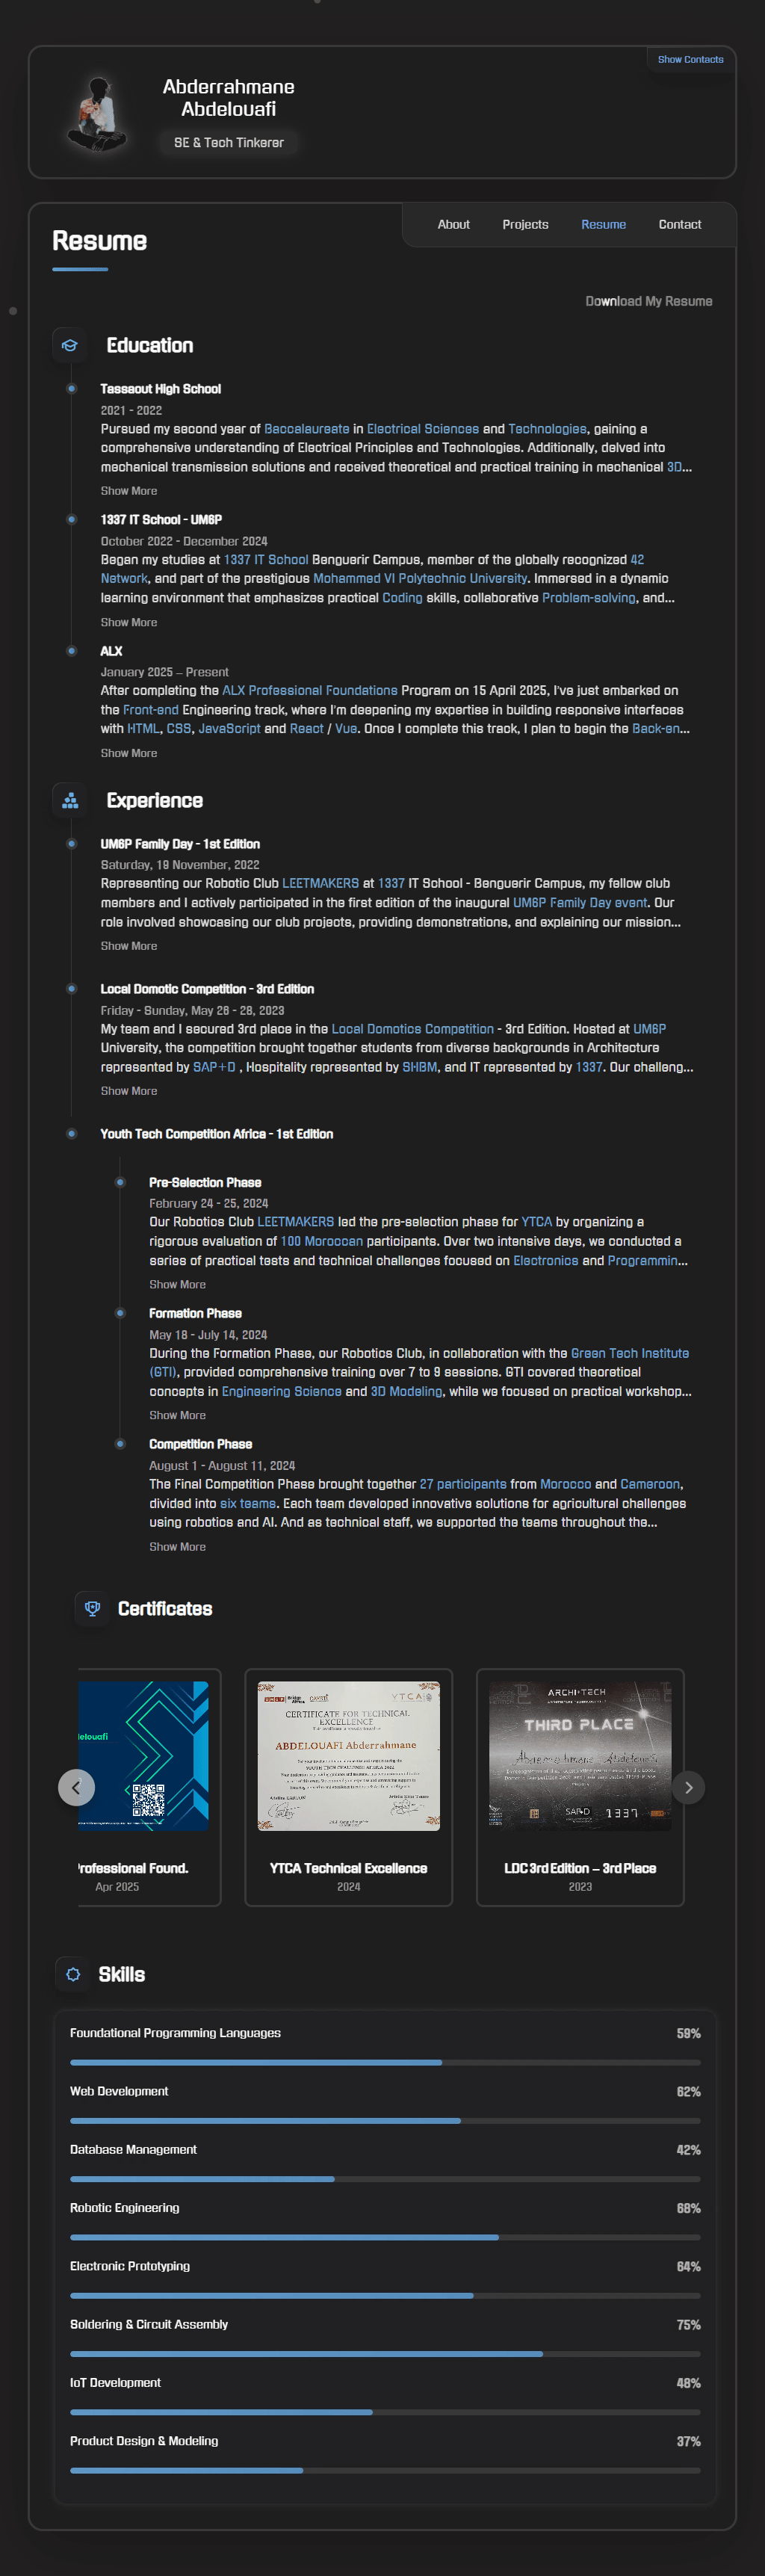 Show Contacts
Abderrahmane
Abdelouafi
SE & Tech Tinkerer
About Projects Resume Contact
Resume
Download My Resume
Education
Tassaout High School
2021 - 2022
Pursued my second year of Baccalaureate in Electrical Sciences and Technologies, gaining a
comprehensive understanding of Electrical Principles and Technologies. Additionally, delved into
mechanical transmission solutions and received theoretical and practical training in mechanical 3D...
Show More
1337 IT School - UM6P
October 2022 - December 2024
Began my studies at 1337 IT School Benguerir Campus, member of the globally recognized 42
Network, and part of the prestigious Mohammed VI Polytechnic University. Immersed in a dynamic
learning environment that emphasizes practical Coding skills, collaborative Problem-solving, and...
Show More
ALX
January 2025 – Present
After completing the ALX Professional Foundations Program on 15 April 2025, I've just embarked on
the Front-end Engineering track, where I'm deepening my expertise in building responsive interfaces
with HTML, CSS, JavaScript and React / Vue. Once I complete this track, I plan to begin the Back-en...
Show More
Experience
UM6P Family Day - 1st Edition
Saturday, 19 November, 2022
Representing our Robotic Club LEETMAKERS at 1337 IT School - Benguerir Campus, my fellow club
members and I actively participated in the first edition of the inaugural UM6P Family Day event. Our
role involved showcasing our club projects, providing demonstrations, and explaining our mission...
Show More
Local Domotic Competition - 3rd Edition
Friday - Sunday, May 26 - 28, 2023
My team and I secured 3rd place in the Local Domotics Competition - 3rd Edition. Hosted at UM6P
University, the competition brought together students from diverse backgrounds in Architecture
represented by SAP+D , Hospitality represented by SHBM, and IT represented by 1337. Our challeng...
Show More
Youth Tech Competition Africa - 1st Edition
Pre-Selection Phase
February 24 - 25, 2024
Our Robotics Club LEETMAKERS led the pre-selection phase for YTCA by organizing a
rigorous evaluation of 100 Moroccan participants. Over two intensive days, we conducted a
series of practical tests and technical challenges focused on Electronics and Programmin...
Show More
Formation Phase
May 18 - July 14, 2024
During the Formation Phase, our Robotics Club, in collaboration with the Green Tech Institute
(GTI), provided comprehensive training over 7 to 9 sessions. GTI covered theoretical
concepts in Engineering Science and 3D Modeling, while we focused on practical workshop...
Show More
Competition Phase
August 1 - August 11, 2024
The Final Competition Phase brought together 27 participants from Morocco and Cameroon,
divided into six teams. Each team developed innovative solutions for agricultural challenges
using robotics and AI. And as technical staff, we supported the teams throughout the...
Show More
Certificates
delouafi
YTCA
CERTIFICATE FOR TECHNICAL
EXCELLENCE
ABDELOUAFI Abderrahmane
ARCHI·TECH
THIRD PLACE
Abderrahmane Abdelouafi
SAP+D 1337
Professional Found.
Apr 2025
YTCA Technical Excellence
2024
LDC 3rd Edition – 3rd Place
2023
Skills
Foundational Programming Languages 59%
Web Development 62%
Database Management 42%
Robotic Engineering 68%
Electronic Prototyping 64%
Soldering & Circuit Assembly 75%
IoT Development 48%
Product Design & Modeling 37%